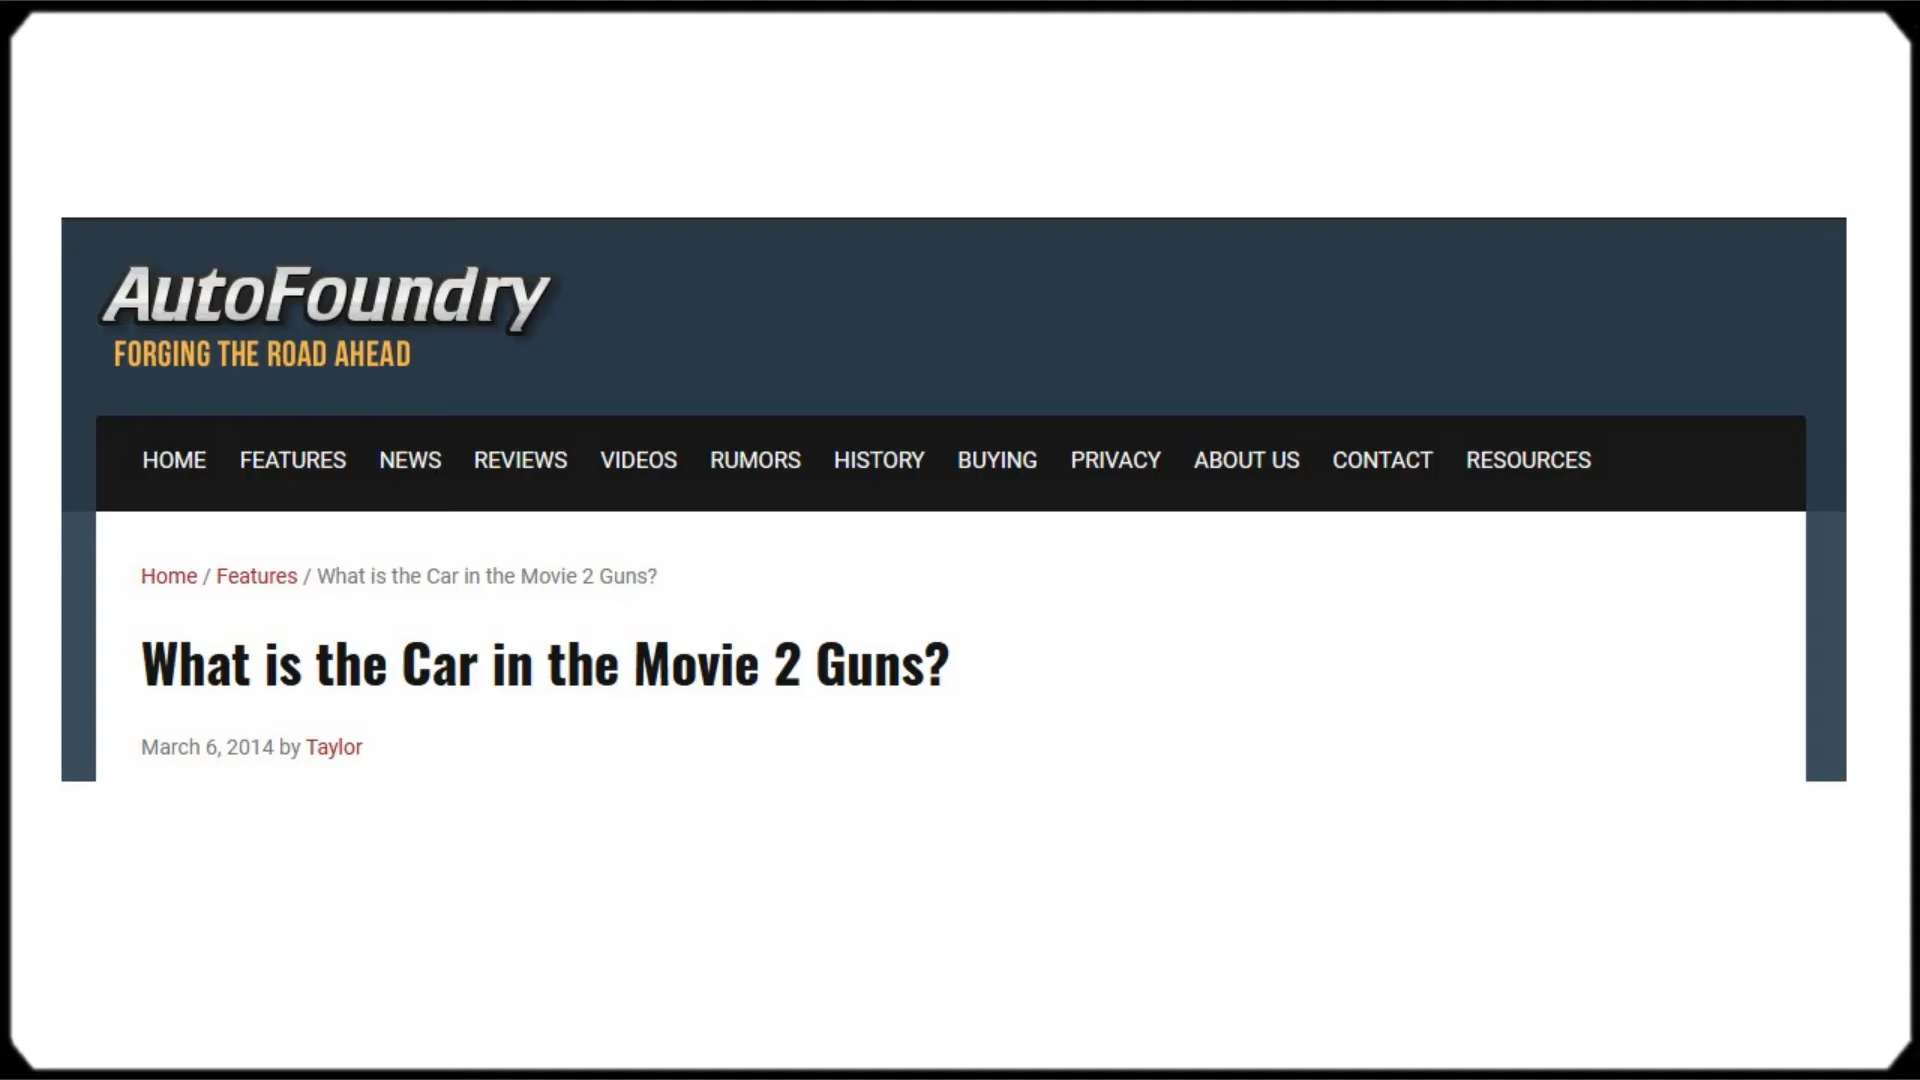 AutoFoundry
FORGING THE ROAD AHEAD
HOME FEATURES NEWS REVIEWS VIDEOS RUMORS HISTORY BUYING PRIVACY ABOUT US CONTACT RESOURCES
Home / Features / What is the Car in the Movie 2 Guns?
What is the Car in the Movie 2 Guns?
March 6, 2014 by Taylor